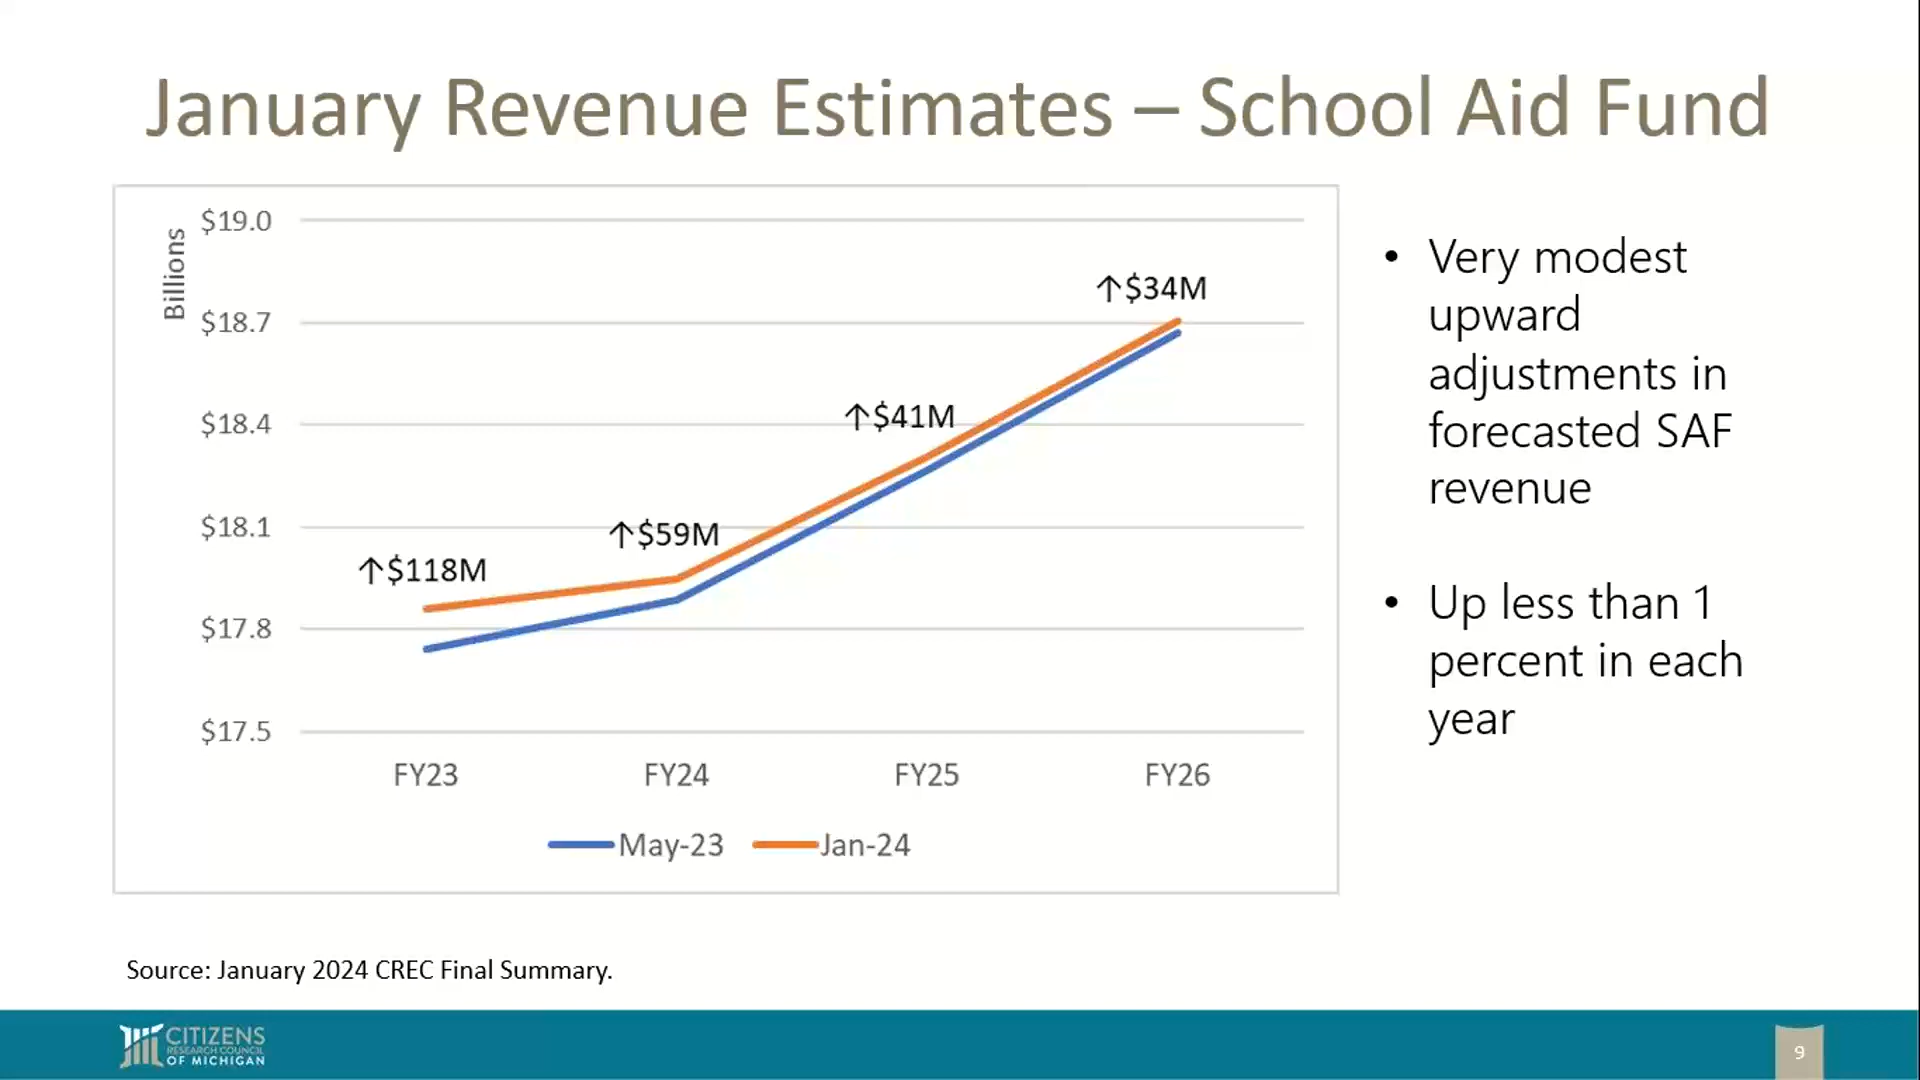 January Revenue Estimates – School Aid Fund
Billions
$19.0
$18.7
$18.4
$18.1
$17.8
$17.5
↑$118M
↑$59M
↑$41M
↑$34M
FY23 FY24 FY25 FY26
May-23 Jan-24
• Very modest
upward
adjustments in
forecasted SAF
revenue
• Up less than 1
percent in each
year
Source: January 2024 CREC Final Summary.
CITIZENS
RESEARCH COUNCIL
OF MICHIGAN
9